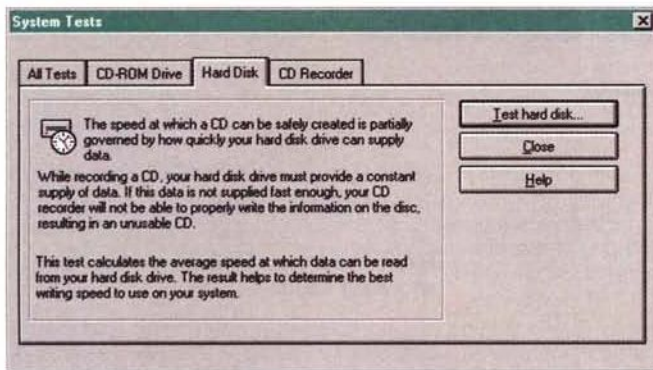 System Tests
All Tests
CD-ROM Drive
Hard Disk
CD Recorder
The speed at which a CD can be safely created is partially
governed by how quickly your hard disk drive can supply
data.
While recording a CD, your hard disk drive must provide a constant
supply of data. If this data is not supplied fast enough, your CD
recorder will not be able to properly write the information on the disc,
resulting in an unusable CD.
This test calculates the average speed at which data can be read
from your hard disk drive. The result helps to determine the best
writing speed to use on your system.
Test hard disk...
Close
Help